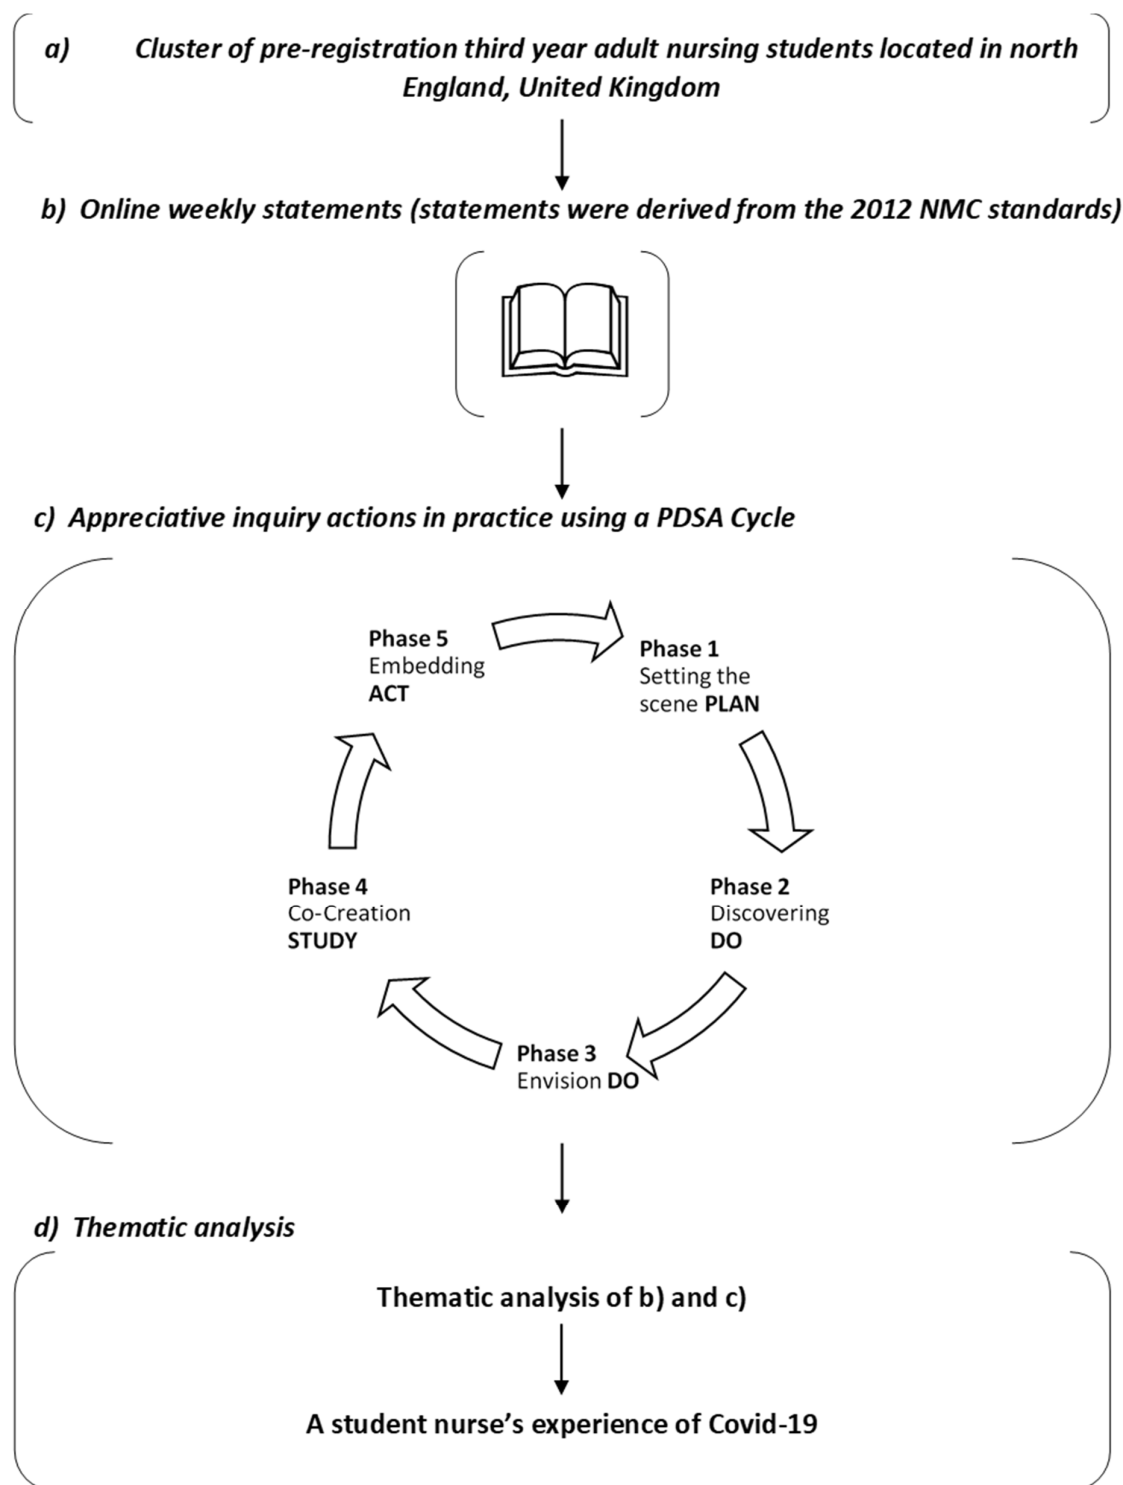 a) Cluster of pre-registration third year adult nursing students located in north
England, United Kingdom
b) Online weekly statements (statements were derived from the 2012 NMC standards)
c) Appreciative inquiry actions in practice using a PDSA Cycle
Phase 5
Embedding
ACT
Phase 1
Setting the
scene PLAN
Phase 4
Co-Creation
STUDY
Phase 2
Discovering
DO
Phase 3
Envision DO
d) Thematic analysis
Thematic analysis of b) and c)
A student nurse’s experience of Covid-19